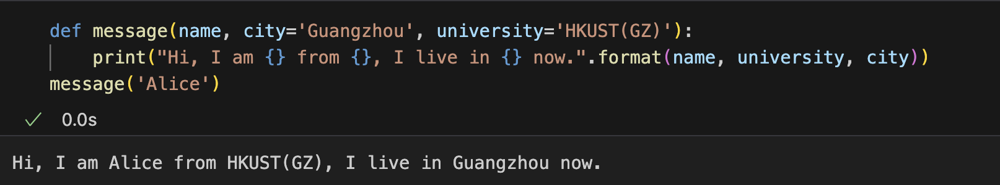 def message(name, city='Guangzhou', university='HKUST(GZ)'):
    print("Hi, I am {} from {}, I live in {} now.".format(name, university, city))
message('Alice')
0.0s
Hi, I am Alice from HKUST(GZ), I live in Guangzhou now.